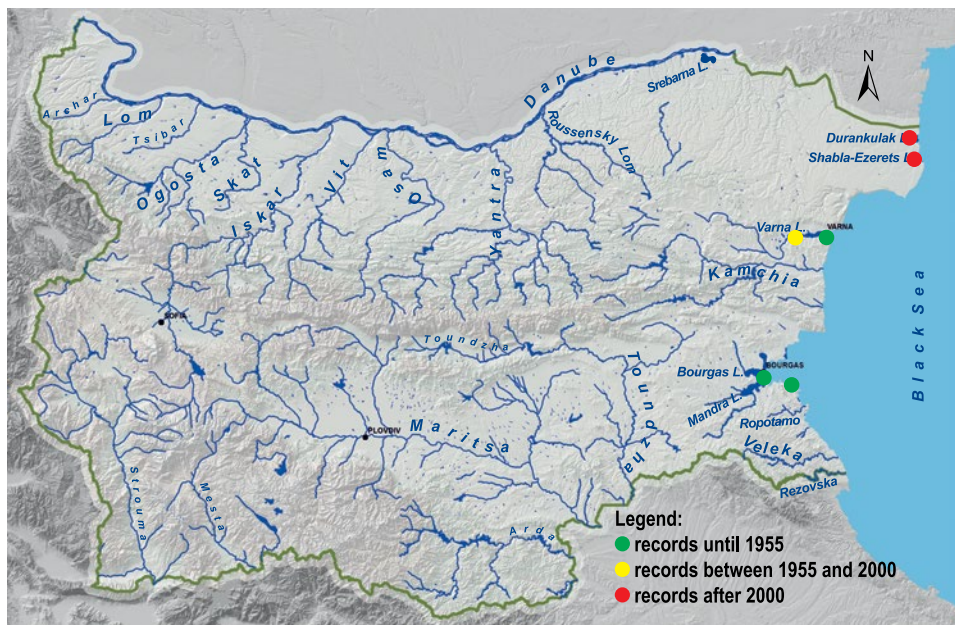 N
Danube
Srebarna L.
Archar
Lom
Tsibar
Roussensky Lom
Durankulak L
Shabla-Ezerets L
Ogosta
Skat
Iskar
Vit
Osam
Yantra
Varna L.
VARNA
Kamchia
Black Sea
SOFIA
Toundzha
Toundzha
Bourgas L.
BOURGAS
Mandra L.
Ropotamo
PLOVDIV
Maritsa
Veleka
Rezovska
Strouma
Mesta
Arda
Legend:
records until 1955
records between 1955 and 2000
records after 2000